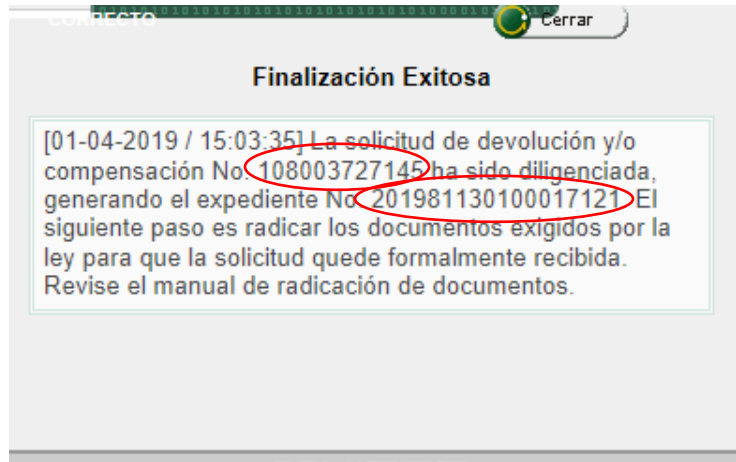 CORRECTO
Cerrar
Finalización Exitosa
[01-04-2019 / 15:03:35] La solicitud de devolución y/o
compensación No. 108003727145 ha sido diligenciada,
generando el expediente No. 201981130100017121. El
siguiente paso es radicar los documentos exigidos por la
ley para que la solicitud quede formalmente recibida.
Revise el manual de radicación de documentos.